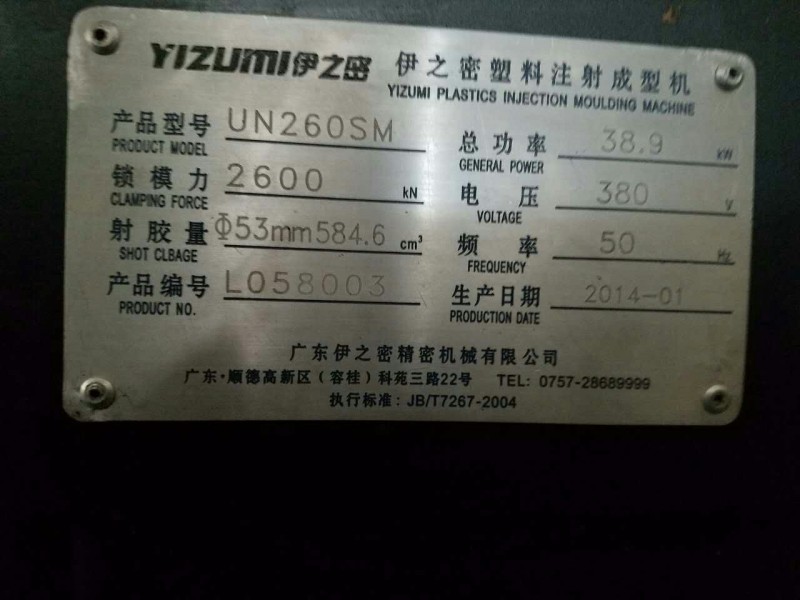 YIZUMI伊之密 伊之密塑料注射成型机
YIZUMI PLASTICS INJECTION MOULDING MACHINE
产品型号 UN260SM
PRODUCT MODEL
锁模力 2600 kN
CLAMPING FORCE
射胶量 Φ53mm584.6 cm³
SHOT CLBAGE
产品编号 L058003
PRODUCT NO.
总功率 38.9 kW
GENERAL POWER
电压 380 V
VOLTAGE
频率 50 Hz
FREQUENCY
生产日期 2014-01
PRODUCTION DATE
广东伊之密精密机械有限公司
广东·顺德高新区（容桂）科苑三路22号 TEL: 0757-28689999
执行标准: JB/T7267-2004